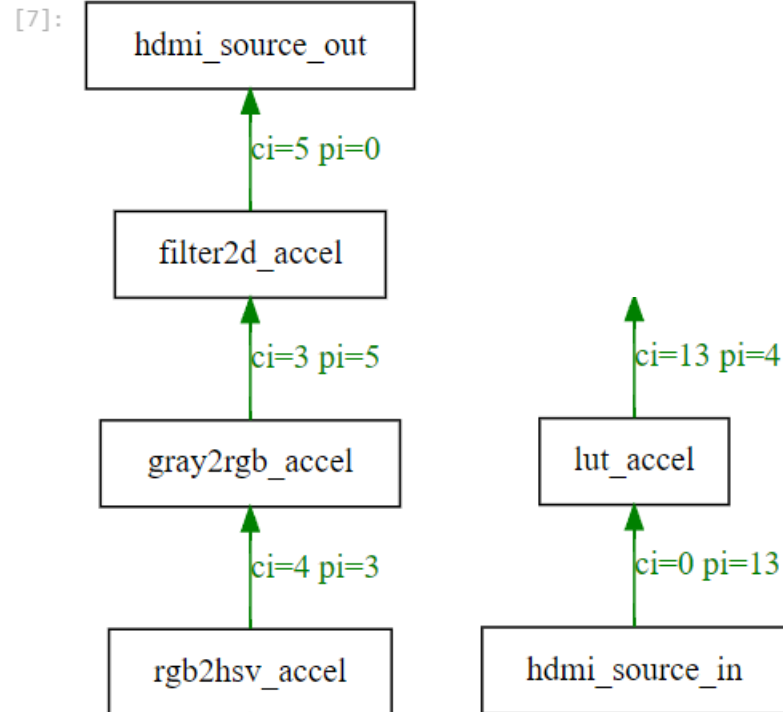 [7]:
hdmi_source_out
ci=5 pi=0
filter2d_accel
ci=3 pi=5
ci=13 pi=4
gray2rgb_accel
lut_accel
ci=4 pi=3
ci=0 pi=13
rgb2hsv_accel
hdmi_source_in